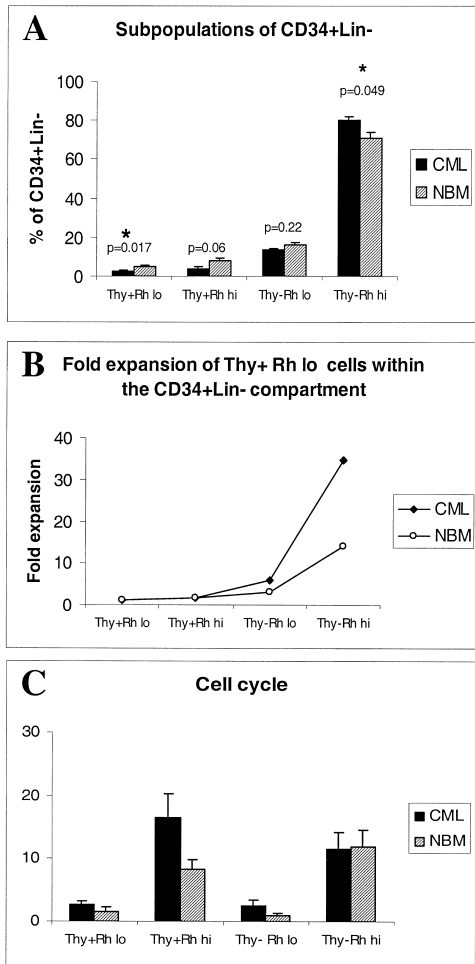 A
Subpopulations of CD34+Lin-
% of CD34+Lin-
100
80
60
40
20
0
*
p=0.017
p=0.06
p=0.22
*
p=0.049
Thy+Rh lo
Thy+Rh hi
Thy-Rh lo
Thy-Rh hi
CML
NBM
B
Fold expansion of Thy+ Rh lo cells within
the CD34+Lin- compartment
Fold expansion
40
30
20
10
0
Thy+Rh lo
Thy+Rh hi
Thy-Rh lo
Thy-Rh hi
CML
NBM
C
Cell cycle
30
20
10
0
Thy+Rh lo
Thy+Rh hi
Thy- Rh lo
Thy-Rh hi
CML
NBM